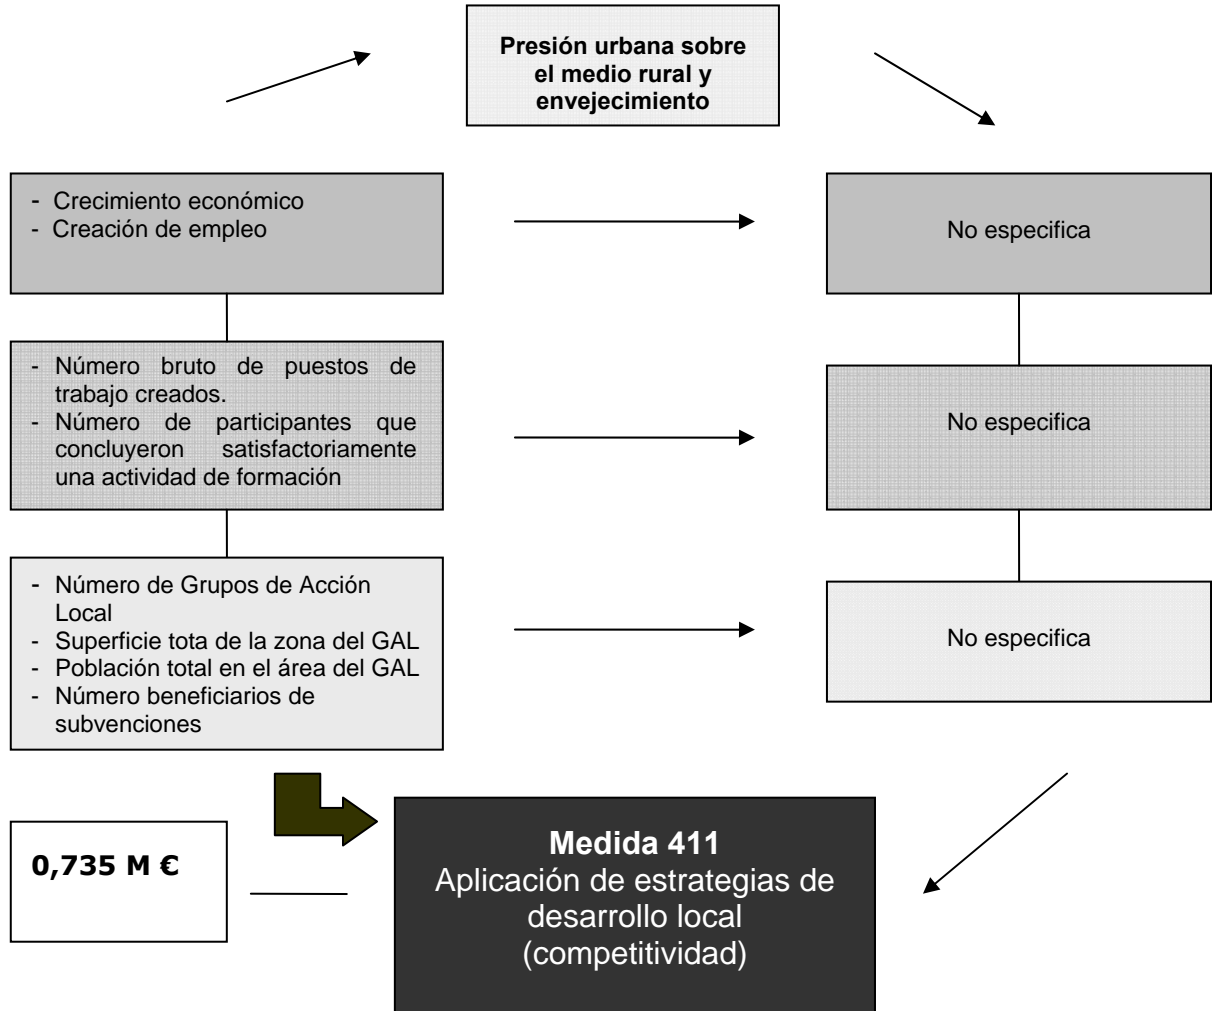 Presión urbana sobre
el medio rural y
envejecimiento
- Crecimiento económico
- Creación de empleo
No especifica
- Número bruto de puestos de
trabajo creados.
- Número de participantes que
concluyeron satisfactoriamente
una actividad de formación
No especifica
- Número de Grupos de Acción
Local
- Superficie tota de la zona del GAL
- Población total en el área del GAL
- Número beneficiarios de
subvenciones
No especifica
0,735 M €
Medida 411
Aplicación de estrategias de
desarrollo local
(competitividad)